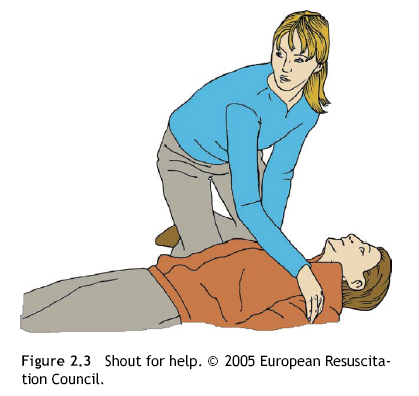 Figure 2.3 Shout for help. © 2005 European Resuscita-
tion Council.